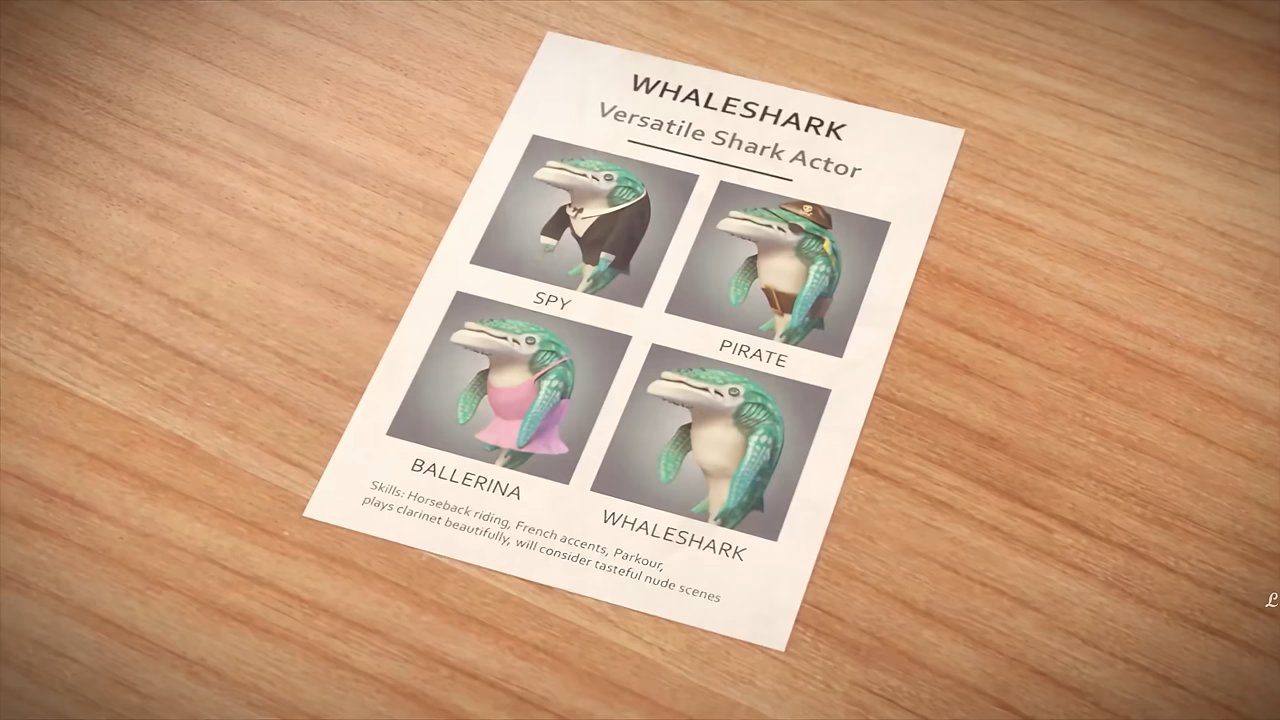 WHALESHARK
Versatile Shark Actor
SPY
PIRATE
BALLERINA
WHALESHARK
Skills: Horseback riding, French accents, Parkour,
plays clarinet beautifully, will consider tasteful nude scenes
ℒ